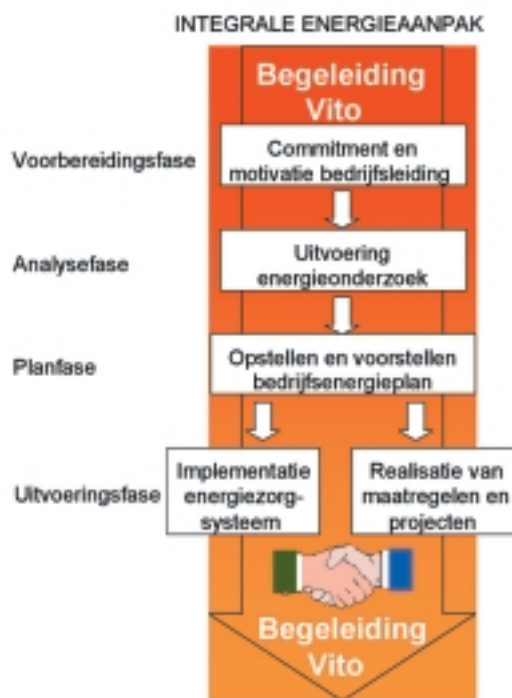 INTEGRALE ENERGIEAANPAK
Begeleiding
Vito
Voorbereidingsfase
Commitment en
motivatie bedrijfsleiding
Analysefase
Uitvoering
energieonderzoek
Planfase
Opstellen en voorstellen
bedrijfsenergieplan
Uitvoeringsfase
Implementatie
energiezorg-
systeem
Realisatie van
maatregelen en
projecten
Begeleiding
Vito